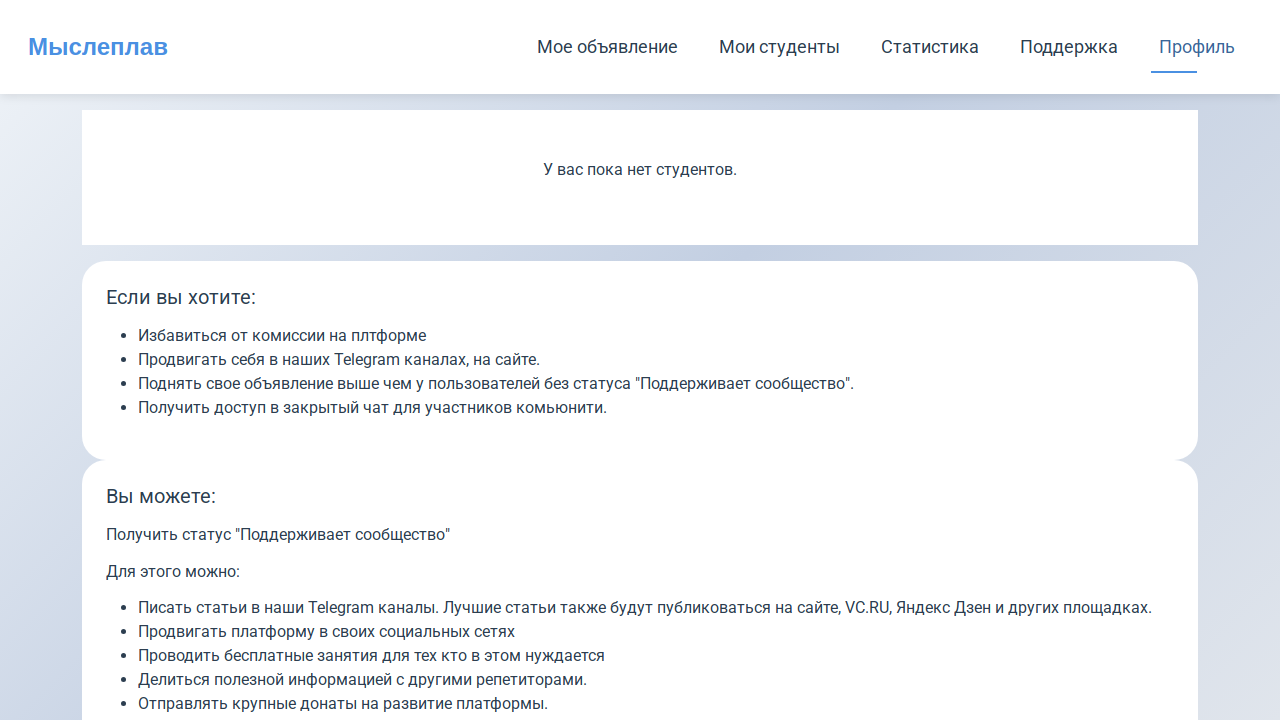 Мыслеплав
Мое объявление
Мои студенты
Статистика
Поддержка
Профиль
У вас пока нет студентов.
Если вы хотите:
Избавиться от комиссии на плтформе
Продвигать себя в наших Telegram каналах, на сайте.
Поднять свое объявление выше чем у пользователей без статуса "Поддерживает сообщество".
Получить доступ в закрытый чат для участников комьюнити.
Вы можете:
Получить статус "Поддерживает сообщество"
Для этого можно:
Писать статьи в наши Telegram каналы. Лучшие статьи также будут публиковаться на сайте, VC.RU, Яндекс Дзен и других площадках.
Продвигать платформу в своих социальных сетях
Проводить бесплатные занятия для тех кто в этом нуждается
Делиться полезной информацией с другими репетиторами.
Отправлять крупные донаты на развитие платформы.